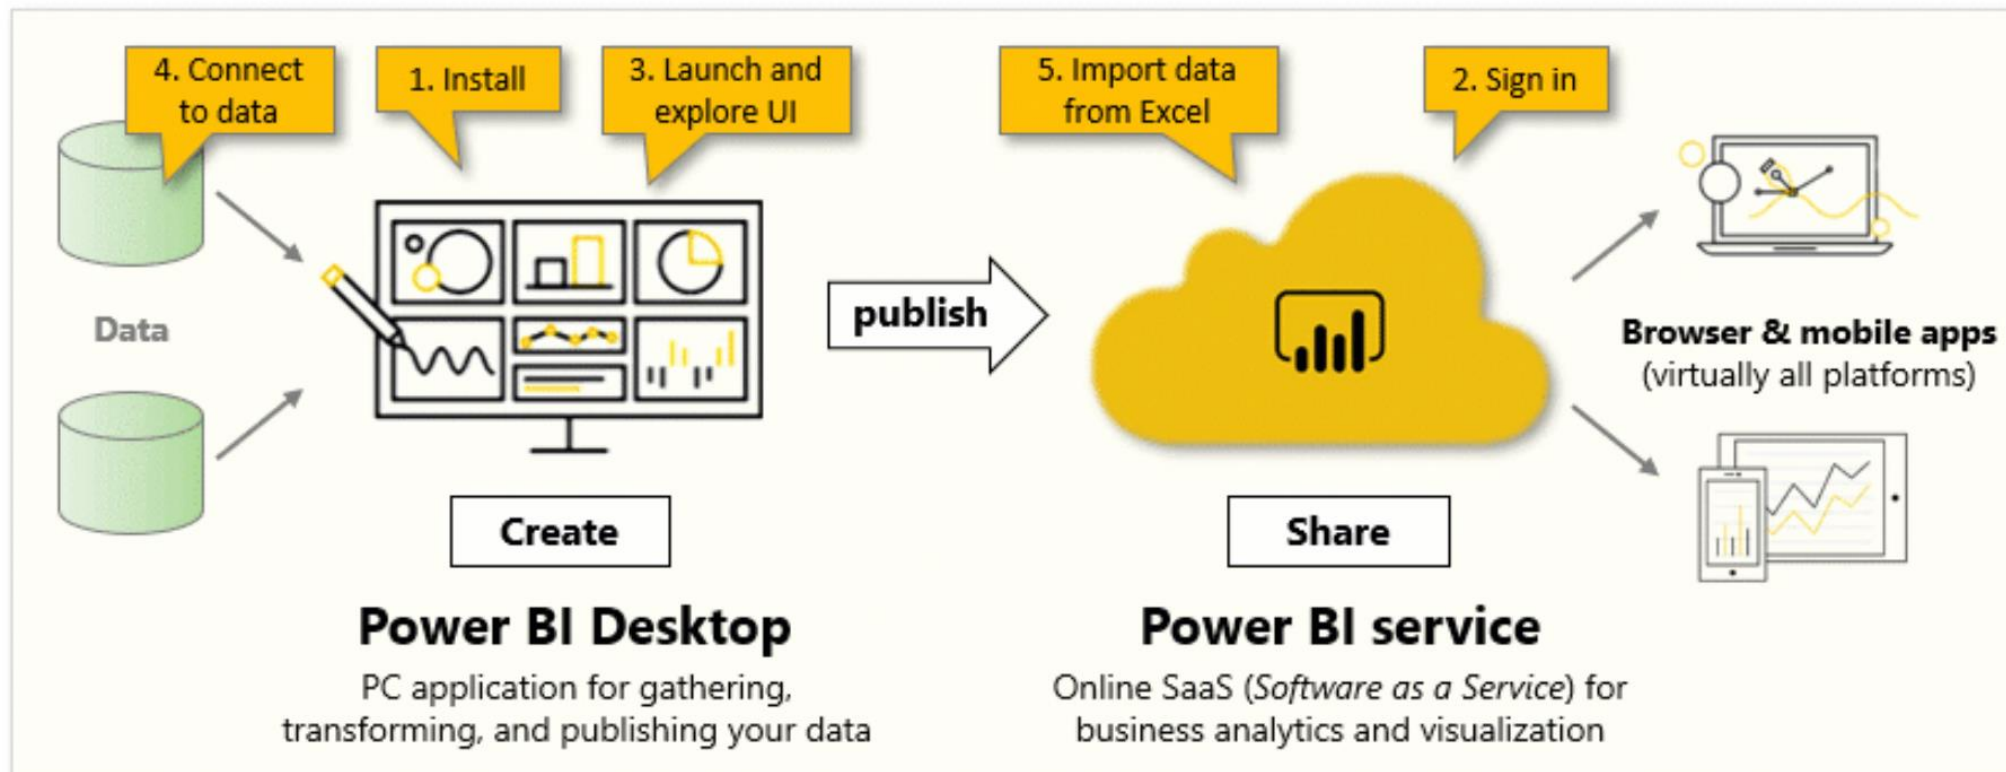 4. Connect
to data
1. Install
3. Launch and
explore UI
5. Import data
from Excel
2. Sign in
Data
publish
Browser & mobile apps
(virtually all platforms)
Create
Share
Power BI Desktop
PC application for gathering,
transforming, and publishing your data
Power BI service
Online SaaS (Software as a Service) for
business analytics and visualization